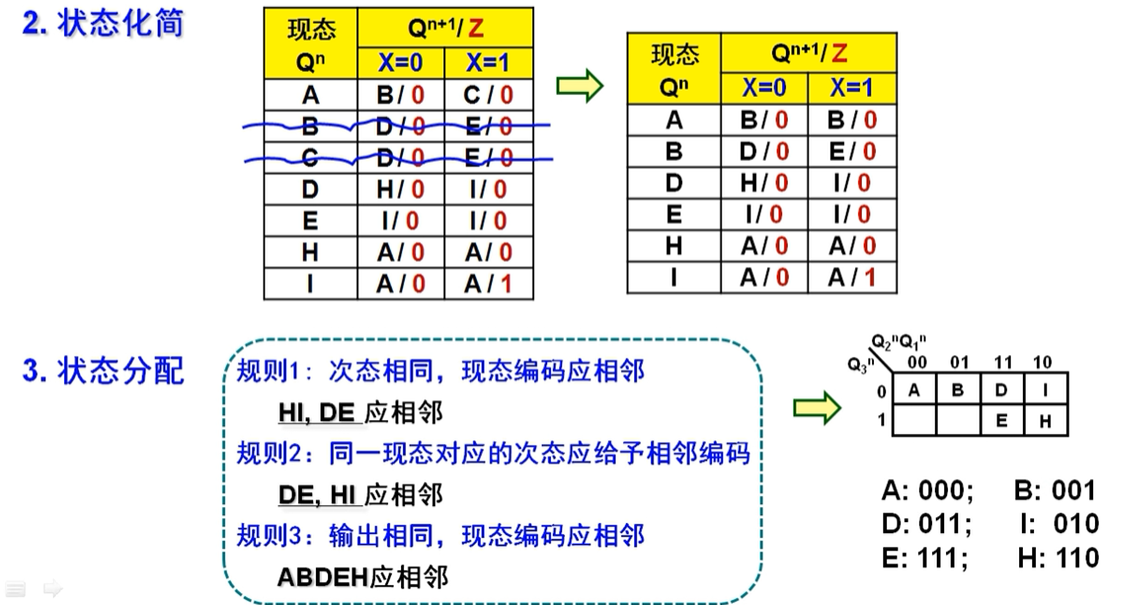 2. 状态化简
现态 Qⁿ Qⁿ⁺¹/ Z
X=0 X=1
A B/ 0 C/ 0
B D/0 E/0
C D/0 E/0
D H/ 0 I/ 0
E I/ 0 I/ 0
H A/ 0 A/ 0
I A/ 0 A/ 1
现态 Qⁿ Qⁿ⁺¹/ Z
X=0 X=1
A B/ 0 B/ 0
B D/ 0 E/ 0
D H/ 0 I/ 0
E I/ 0 I/ 0
H A/ 0 A/ 0
I A/ 0 A/ 1
3. 状态分配
规则1：次态相同，现态编码应相邻
HI, DE 应相邻
规则2：同一现态对应的次态应给予相邻编码
DE, HI 应相邻
规则3：输出相同，现态编码应相邻
ABDEH应相邻
Q₂ⁿQ₁ⁿ
Q₃ⁿ 00 01 11 10
0 A B D I
1 E H
A: 000; B: 001
D: 011; I: 010
E: 111; H: 110